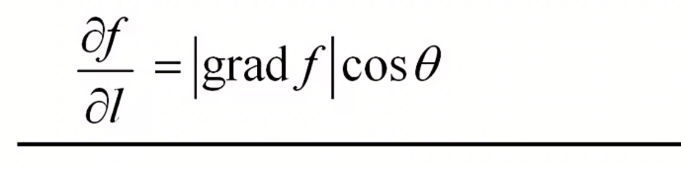 ∂f/∂l = |grad f| cos θ